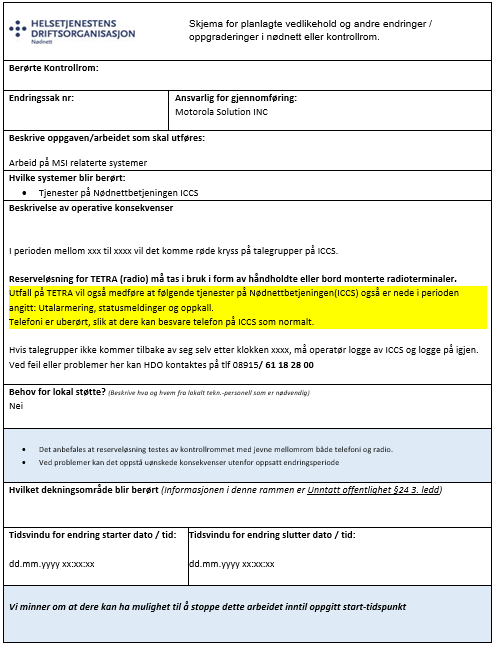 HELSETJENESTENS
DRIFTSORGANISASJON
Nødnett
Skjema for planlagte vedlikehold og andre endringer /
oppgraderinger i nødnett eller kontrollrom.
Berørte Kontrollrom:
Endringssak nr:
Ansvarlig for gjennomføring:
Motorola Solution INC
Beskrive oppgaven/arbeidet som skal utføres:
Arbeid på MSI relaterte systemer
Hvilke systemer blir berørt:
• Tjenester på Nødnettbetjeningen ICCS
Beskrivelse av operative konsekvenser
I perioden mellom xxx til xxxx vil det komme røde kryss på talegrupper på ICCS.
Reserveløsning for TETRA (radio) må tas i bruk i form av håndholdte eller bord monterte radioterminaler.
Utfall på TETRA vil også medføre at følgende tjenester på Nødnettbetjeningen(ICCS) også er nede i perioden
angitt: Utalarmering, statusmeldinger og oppkall.
Telefoni er uberørt, slik at dere kan besvare telefon på ICCS som normalt.
Hvis talegrupper ikke kommer tilbake av seg selv etter klokken xxxx, må operatør logge av ICCS og logge på igjen.
Ved feil eller problemer her kan HDO kontaktes på tlf 08915/ 61 18 28 00
Behov for lokal støtte? (Beskrive hva og hvem fra lokalt tekn.-personell som er nødvendig)
Nei
• Det anbefales at reserveløsning testes av kontrollrommet med jevne mellomrom både telefoni og radio.
• Ved problemer kan det oppstå uønskede konsekvenser utenfor oppsatt endringsperiode
Hvilket dekningsområde blir berørt (Informasjonen i denne rammen er Unntatt offentlighet §24 3. ledd)
Tidsvindu for endring starter dato / tid:
Tidsvindu for endring slutter dato / tid:
dd.mm.yyyy xx:xx:xx
dd.mm.yyyy xx:xx:xx
Vi minner om at dere kan ha mulighet til å stoppe dette arbeidet inntil oppgitt start-tidspunkt